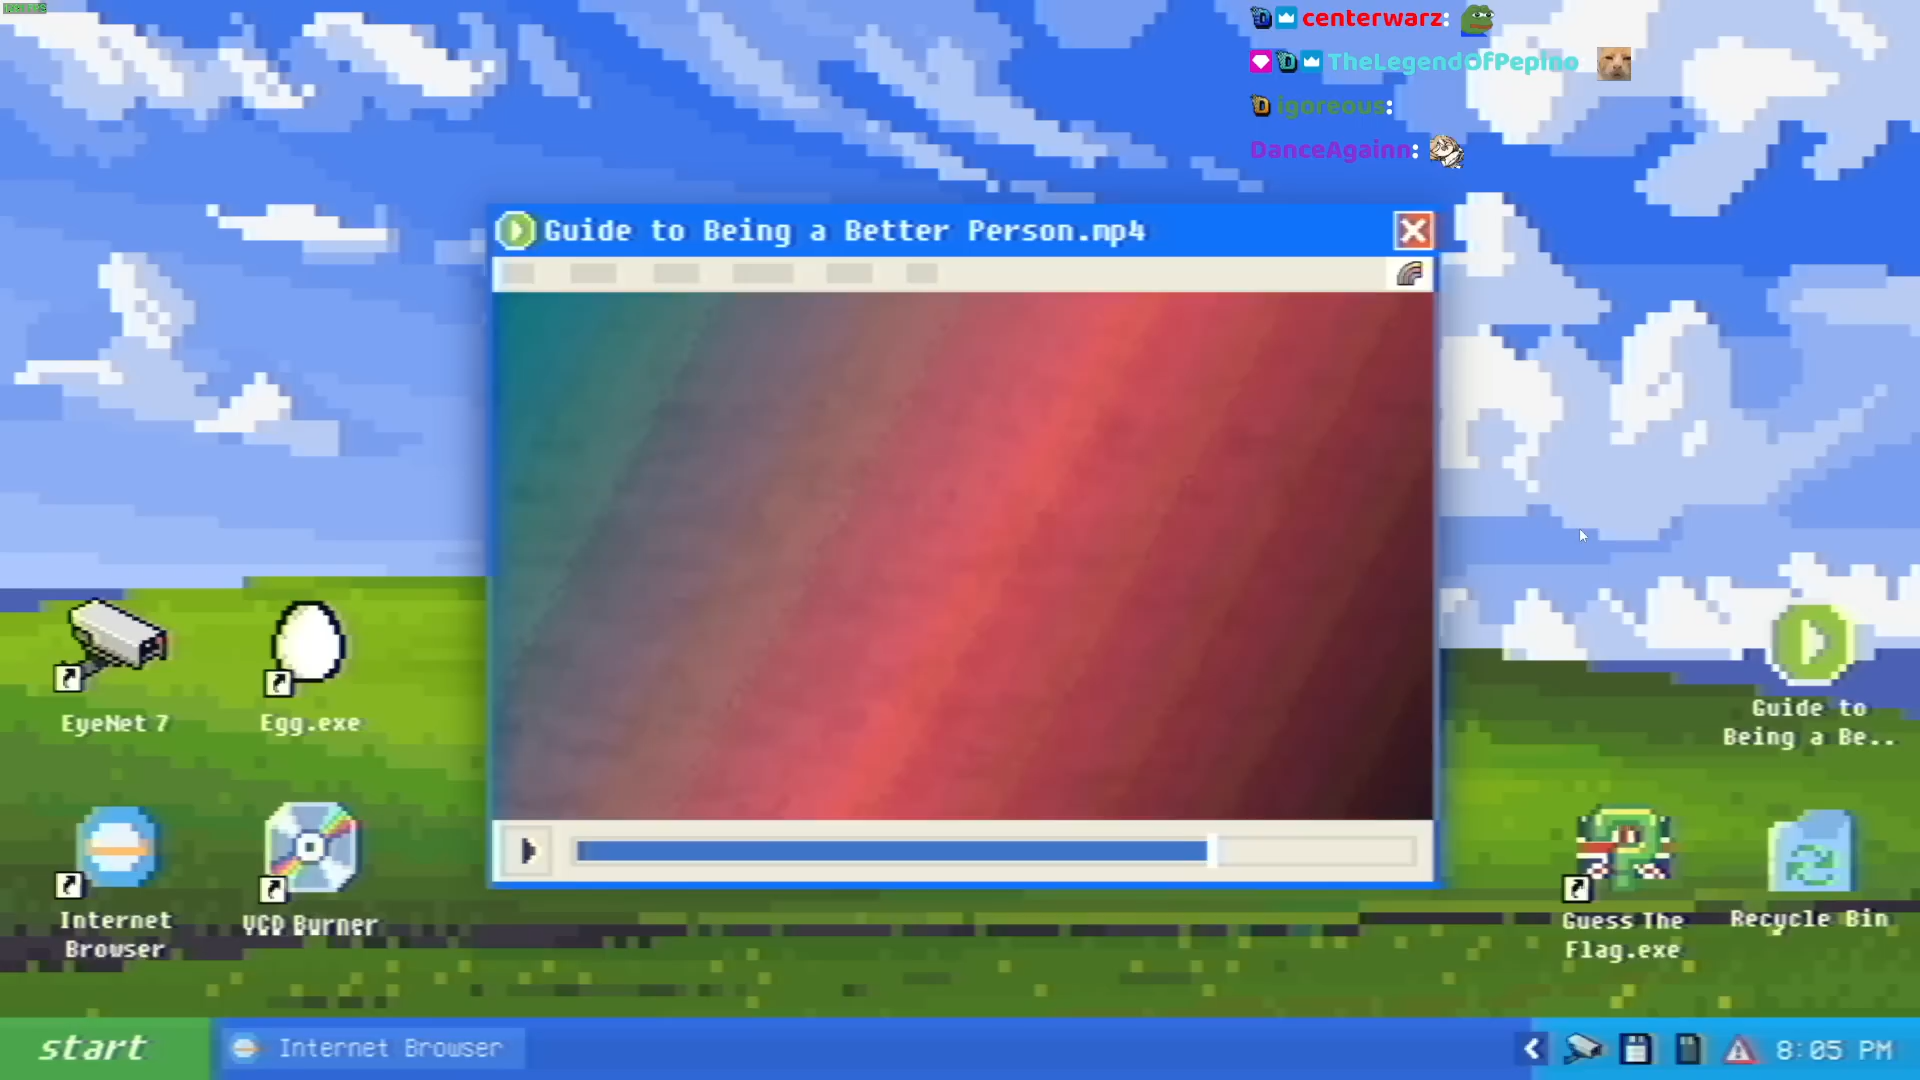 centerwarz:
TheLegendOfPepino
igoreous:
DanceAgainn:
Guide to Being a Better Person.mp4
EyeNet 7
Egg.exe
Guide to
Being a Be..
Internet
Browser
VCD Burner
Guess The
Flag.exe
Recycle Bin
start
Internet Browser
8:05 PM